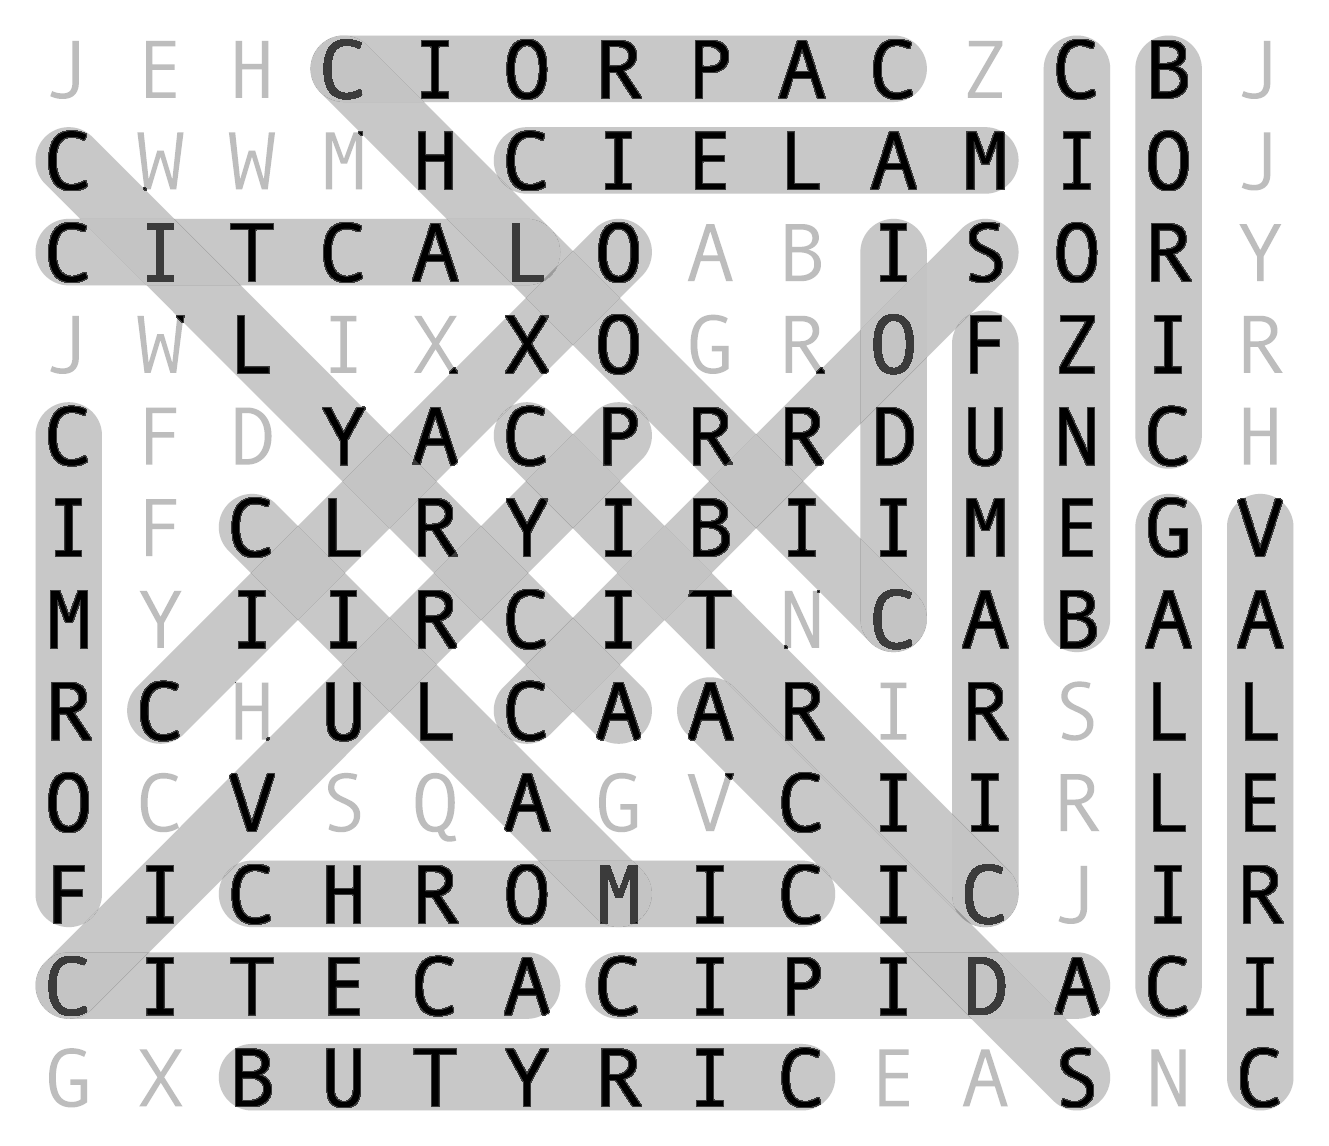 J E H C I O R P A C Z C B J
C W W M H C I E L A M I O J
C I T C A L O A B I S O R Y
J W L I X X O G R O F Z I R
C F D Y A C P R R D U N C H
I F C L R Y I B I I M E G V
M Y I I R C I T N C A B A A
R C H U L C A A R I R S L L
O C V S Q A G V C I I R L E
F I C H R O M I C I C J I R
C I T E C A C I P I D A C I
G X B U T Y R I C E A S N C